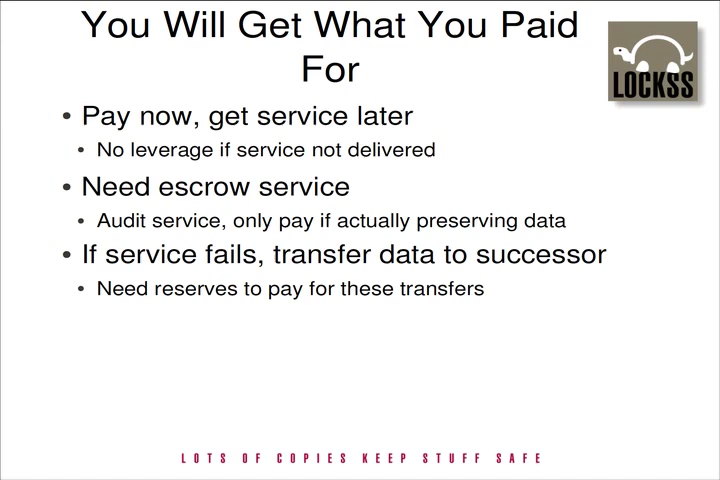 You Will Get What You Paid
For
LOCKSS
• Pay now, get service later
• No leverage if service not delivered
• Need escrow service
• Audit service, only pay if actually preserving data
• If service fails, transfer data to successor
• Need reserves to pay for these transfers
LOTS OF COPIES KEEP STUFF SAFE